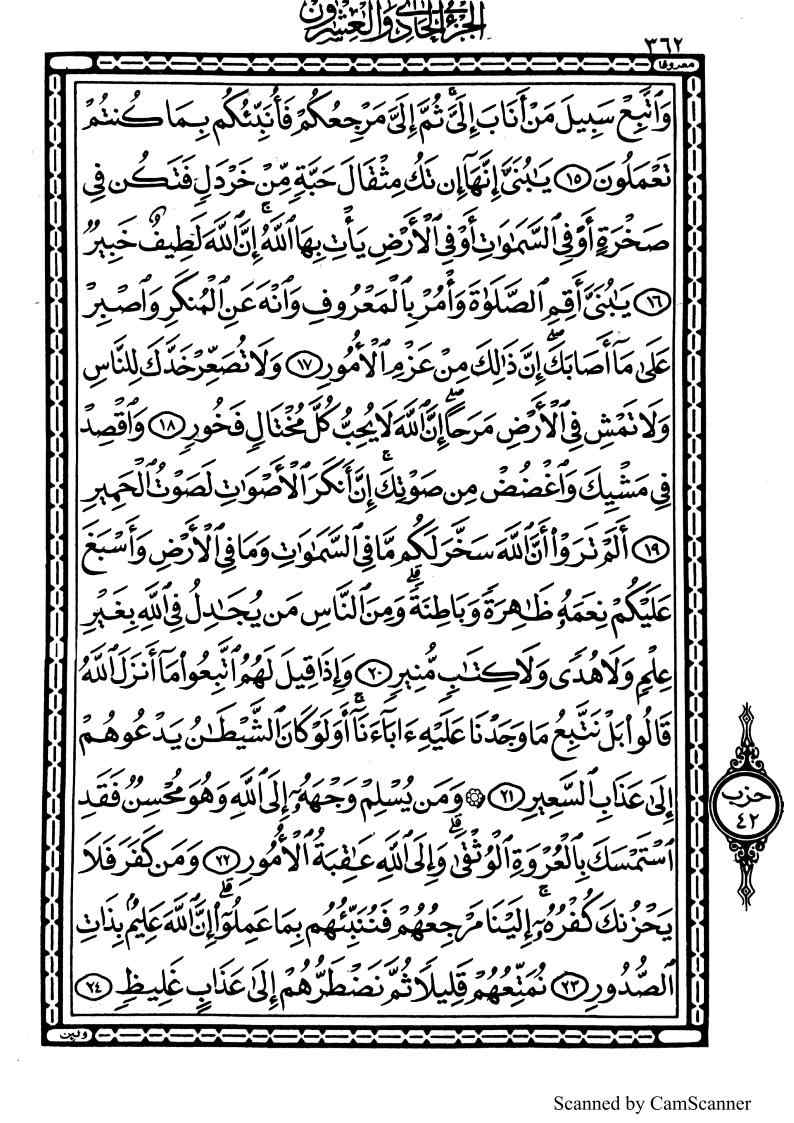 الجزء الحادي والعشرون
٣٦٢
معروفا
وَٱتَّبِعْ سَبِيلَ مَنْ أَنَابَ إِلَىَّ ۚ ثُمَّ إِلَىَّ مَرْجِعُكُمْ فَأُنَبِّئُكُم بِمَا كُنتُمْ
تَعْمَلُونَ ١٥ يَـٰبُنَىَّ إِنَّهَآ إِن تَكُ مِثْقَالَ حَبَّةٍ مِّنْ خَرْدَلٍ فَتَكُن فِى
صَخْرَةٍ أَوْ فِى ٱلسَّمَـٰوَٰتِ أَوْ فِى ٱلْأَرْضِ يَأْتِ بِهَا ٱللَّهُ ۚ إِنَّ ٱللَّهَ لَطِيفٌ خَبِيرٌ
١٦ يَـٰبُنَىَّ أَقِمِ ٱلصَّلَوٰةَ وَأْمُرْ بِٱلْمَعْرُوفِ وَٱنْهَ عَنِ ٱلْمُنكَرِ وَٱصْبِرْ
عَلَىٰ مَآ أَصَابَكَ ۖ إِنَّ ذَٰلِكَ مِنْ عَزْمِ ٱلْأُمُورِ ١٧ وَلَا تُصَعِّرْ خَدَّكَ لِلنَّاسِ
وَلَا تَمْشِ فِى ٱلْأَرْضِ مَرَحًا ۖ إِنَّ ٱللَّهَ لَا يُحِبُّ كُلَّ مُخْتَالٍ فَخُورٍ ١٨ وَٱقْصِدْ
فِى مَشْيِكَ وَٱغْضُضْ مِن صَوْتِكَ ۚ إِنَّ أَنكَرَ ٱلْأَصْوَٰتِ لَصَوْتُ ٱلْحَمِيرِ
١٩ أَلَمْ تَرَوْا۟ أَنَّ ٱللَّهَ سَخَّرَ لَكُم مَّا فِى ٱلسَّمَـٰوَٰتِ وَمَا فِى ٱلْأَرْضِ وَأَسْبَغَ
عَلَيْكُمْ نِعَمَهُۥ ظَـٰهِرَةً وَبَاطِنَةً ۗ وَمِنَ ٱلنَّاسِ مَن يُجَـٰدِلُ فِى ٱللَّهِ بِغَيْرِ
عِلْمٍ وَلَا هُدًى وَلَا كِتَـٰبٍ مُّنِيرٍ ٢٠ وَإِذَا قِيلَ لَهُمُ ٱتَّبِعُوا۟ مَآ أَنزَلَ ٱللَّهُ
قَالُوا۟ بَلْ نَتَّبِعُ مَا وَجَدْنَا عَلَيْهِ ءَابَآءَنَآ ۚ أَوَلَوْ كَانَ ٱلشَّيْطَـٰنُ يَدْعُوهُمْ
إِلَىٰ عَذَابِ ٱلسَّعِيرِ ٢١ ۞ وَمَن يُسْلِمْ وَجْهَهُۥٓ إِلَى ٱللَّهِ وَهُوَ مُحْسِنٌ فَقَدِ
ٱسْتَمْسَكَ بِٱلْعُرْوَةِ ٱلْوُثْقَىٰ ۗ وَإِلَى ٱللَّهِ عَـٰقِبَةُ ٱلْأُمُورِ ٢٢ وَمَن كَفَرَ فَلَا
يَحْزُنكَ كُفْرُهُۥٓ ۚ إِلَيْنَا مَرْجِعُهُمْ فَنُنَبِّئُهُم بِمَا عَمِلُوٓا۟ ۚ إِنَّ ٱللَّهَ عَلِيمٌۢ بِذَاتِ
ٱلصُّدُورِ ٢٣ نُمَتِّعُهُمْ قَلِيلًا ثُمَّ نَضْطَرُّهُمْ إِلَىٰ عَذَابٍ غَلِيظٍ ٢٤
ولئن
حزب
٤٢
Scanned by CamScanner